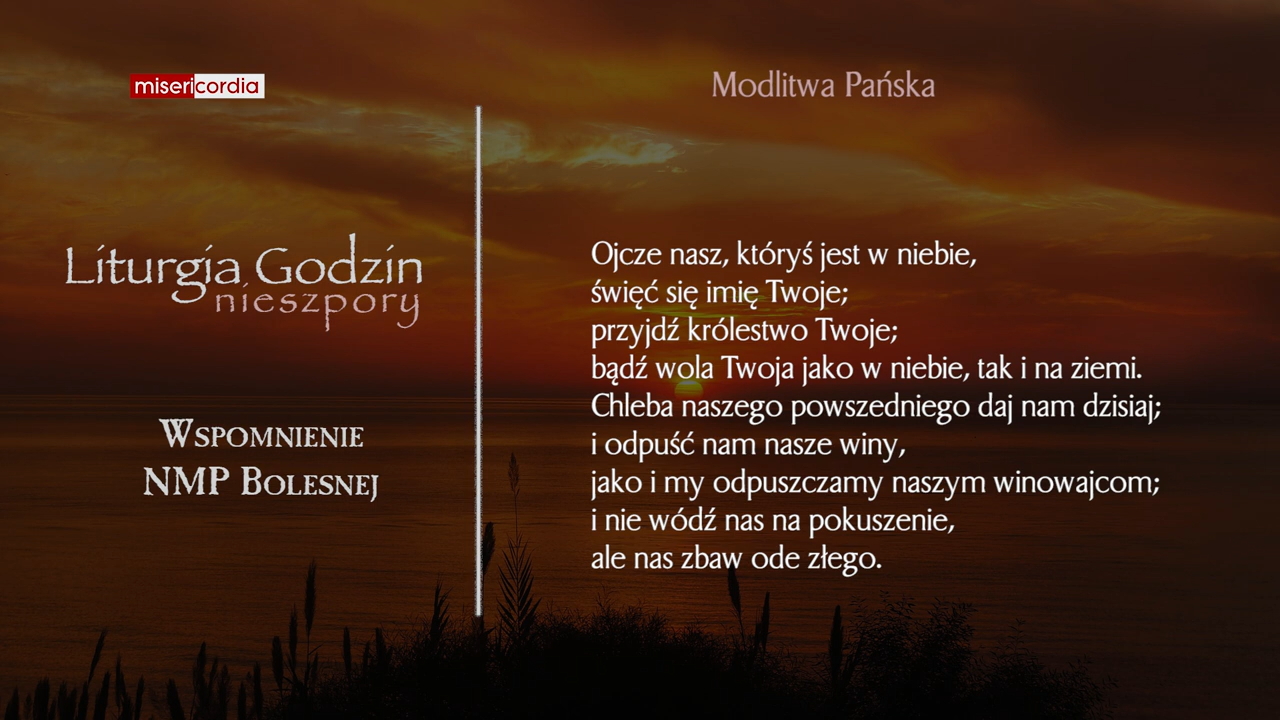 misericordia
Liturgia Godzin
nieszpory
Wspomnienie
NMP Bolesnej
Modlitwa Pańska
Ojcze nasz, któryś jest w niebie,
święć się imię Twoje;
przyjdź królestwo Twoje;
bądź wola Twoja jako w niebie, tak i na ziemi.
Chleba naszego powszedniego daj nam dzisiaj;
i odpuść nam nasze winy,
jako i my odpuszczamy naszym winowajcom;
i nie wódź nas na pokuszenie,
ale nas zbaw ode złego.